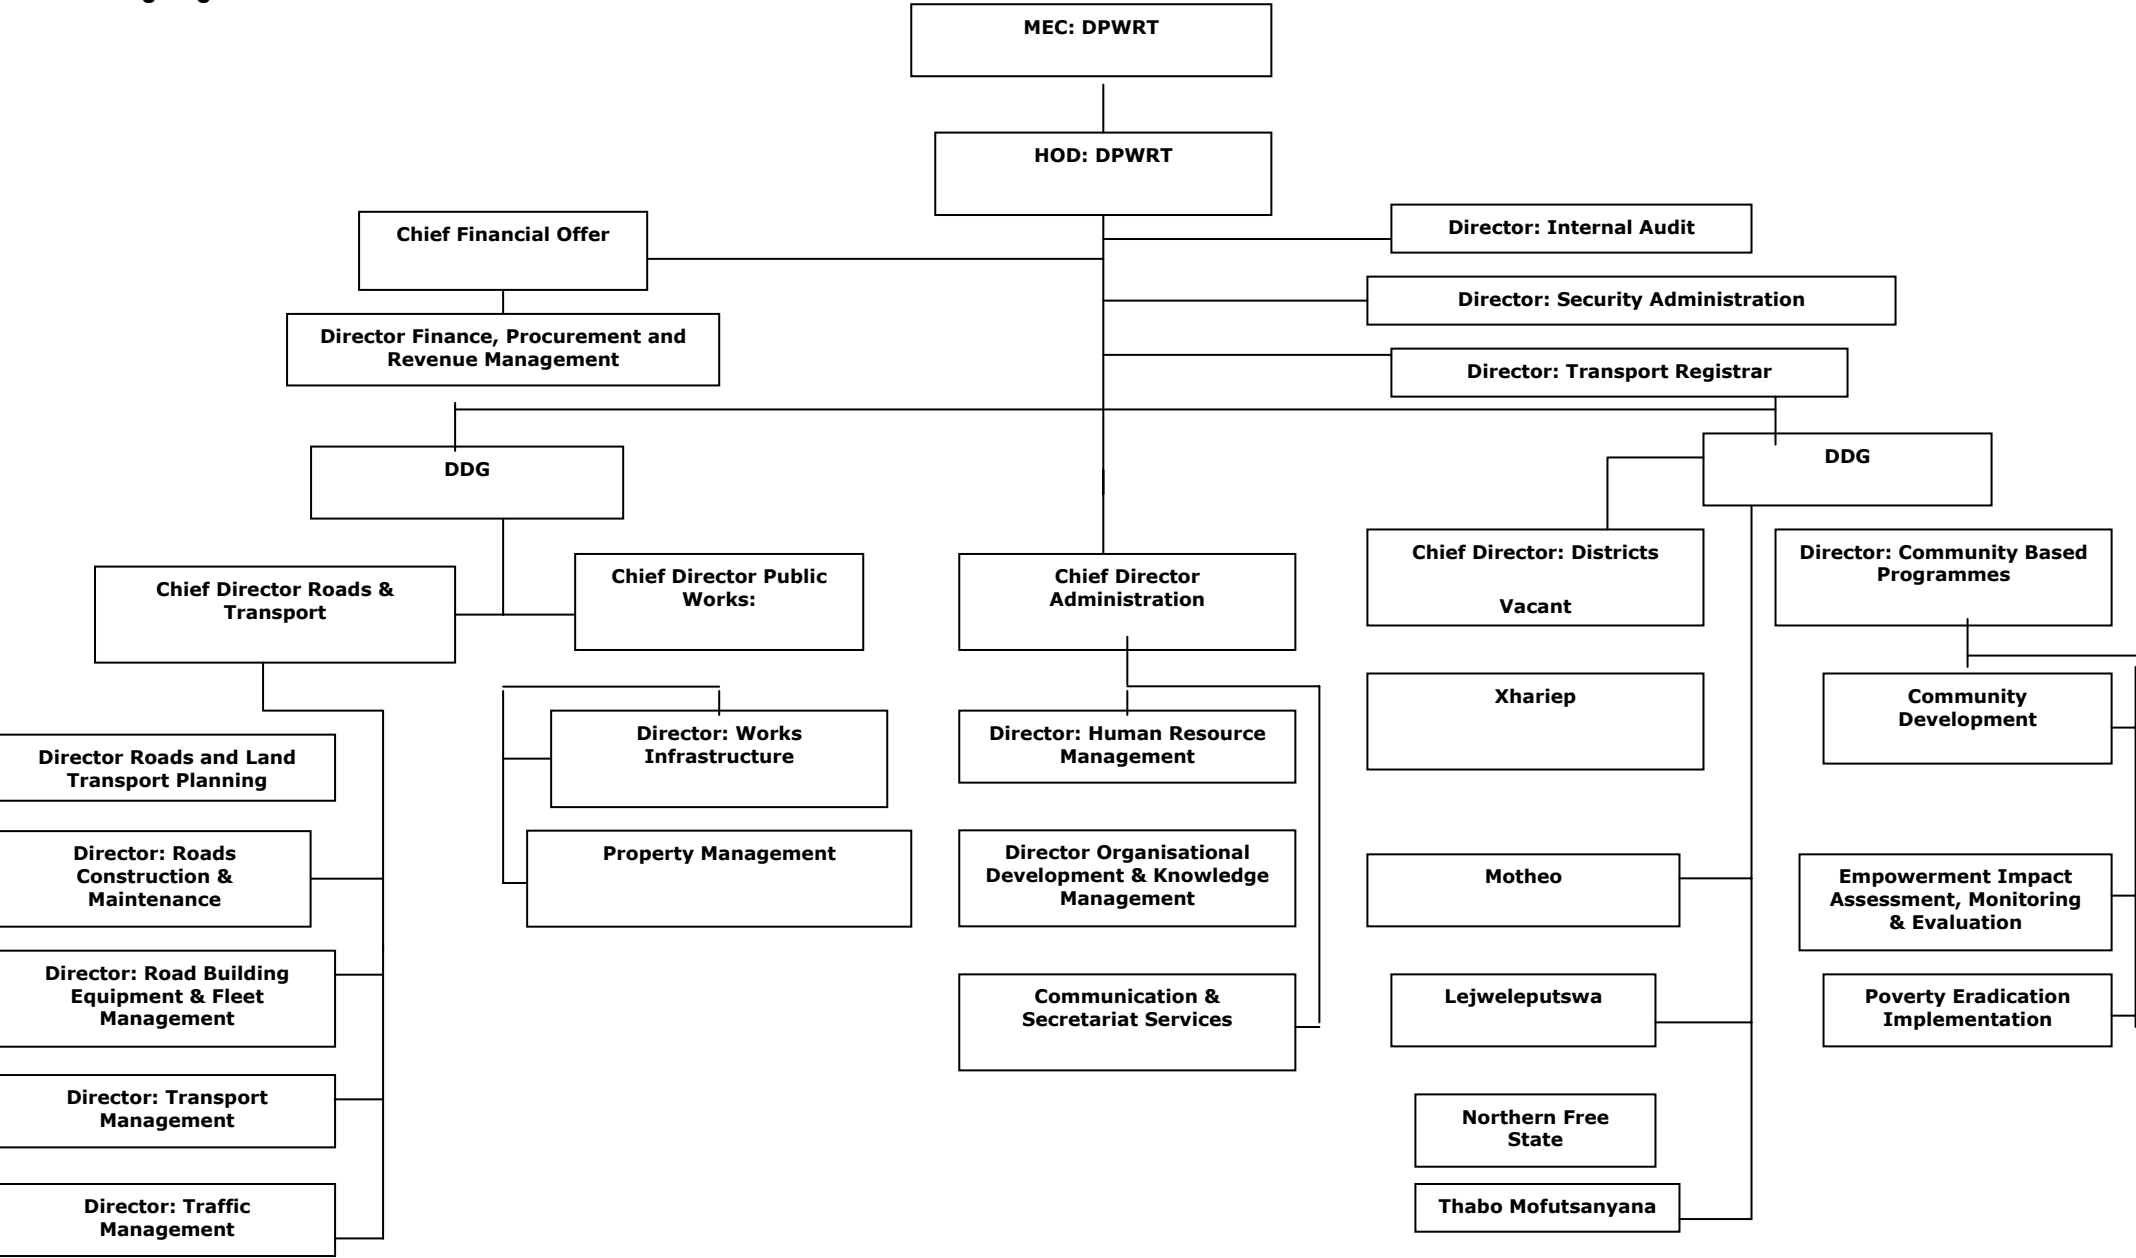 MEC: DPWRT
HOD: DPWRT
Chief Financial Offer
Director: Internal Audit
Director: Security Administration
Director Finance, Procurement and
Revenue Management
Director: Transport Registrar
DDG
DDG
Chief Director Roads &
Transport
Chief Director Public
Works:
Chief Director
Administration
Chief Director: Districts
Vacant
Director: Community Based
Programmes
Director Roads and Land
Transport Planning
Director: Works
Infrastructure
Director: Human Resource
Management
Xhariep
Community
Development
Director: Roads
Construction &
Maintenance
Property Management
Director Organisational
Development & Knowledge
Management
Motheo
Empowerment Impact
Assessment, Monitoring
& Evaluation
Director: Road Building
Equipment & Fleet
Management
Communication &
Secretariat Services
Lejweleputswa
Poverty Eradication
Implementation
Director: Transport
Management
Northern Free
State
Director: Traffic
Management
Thabo Mofutsanyana